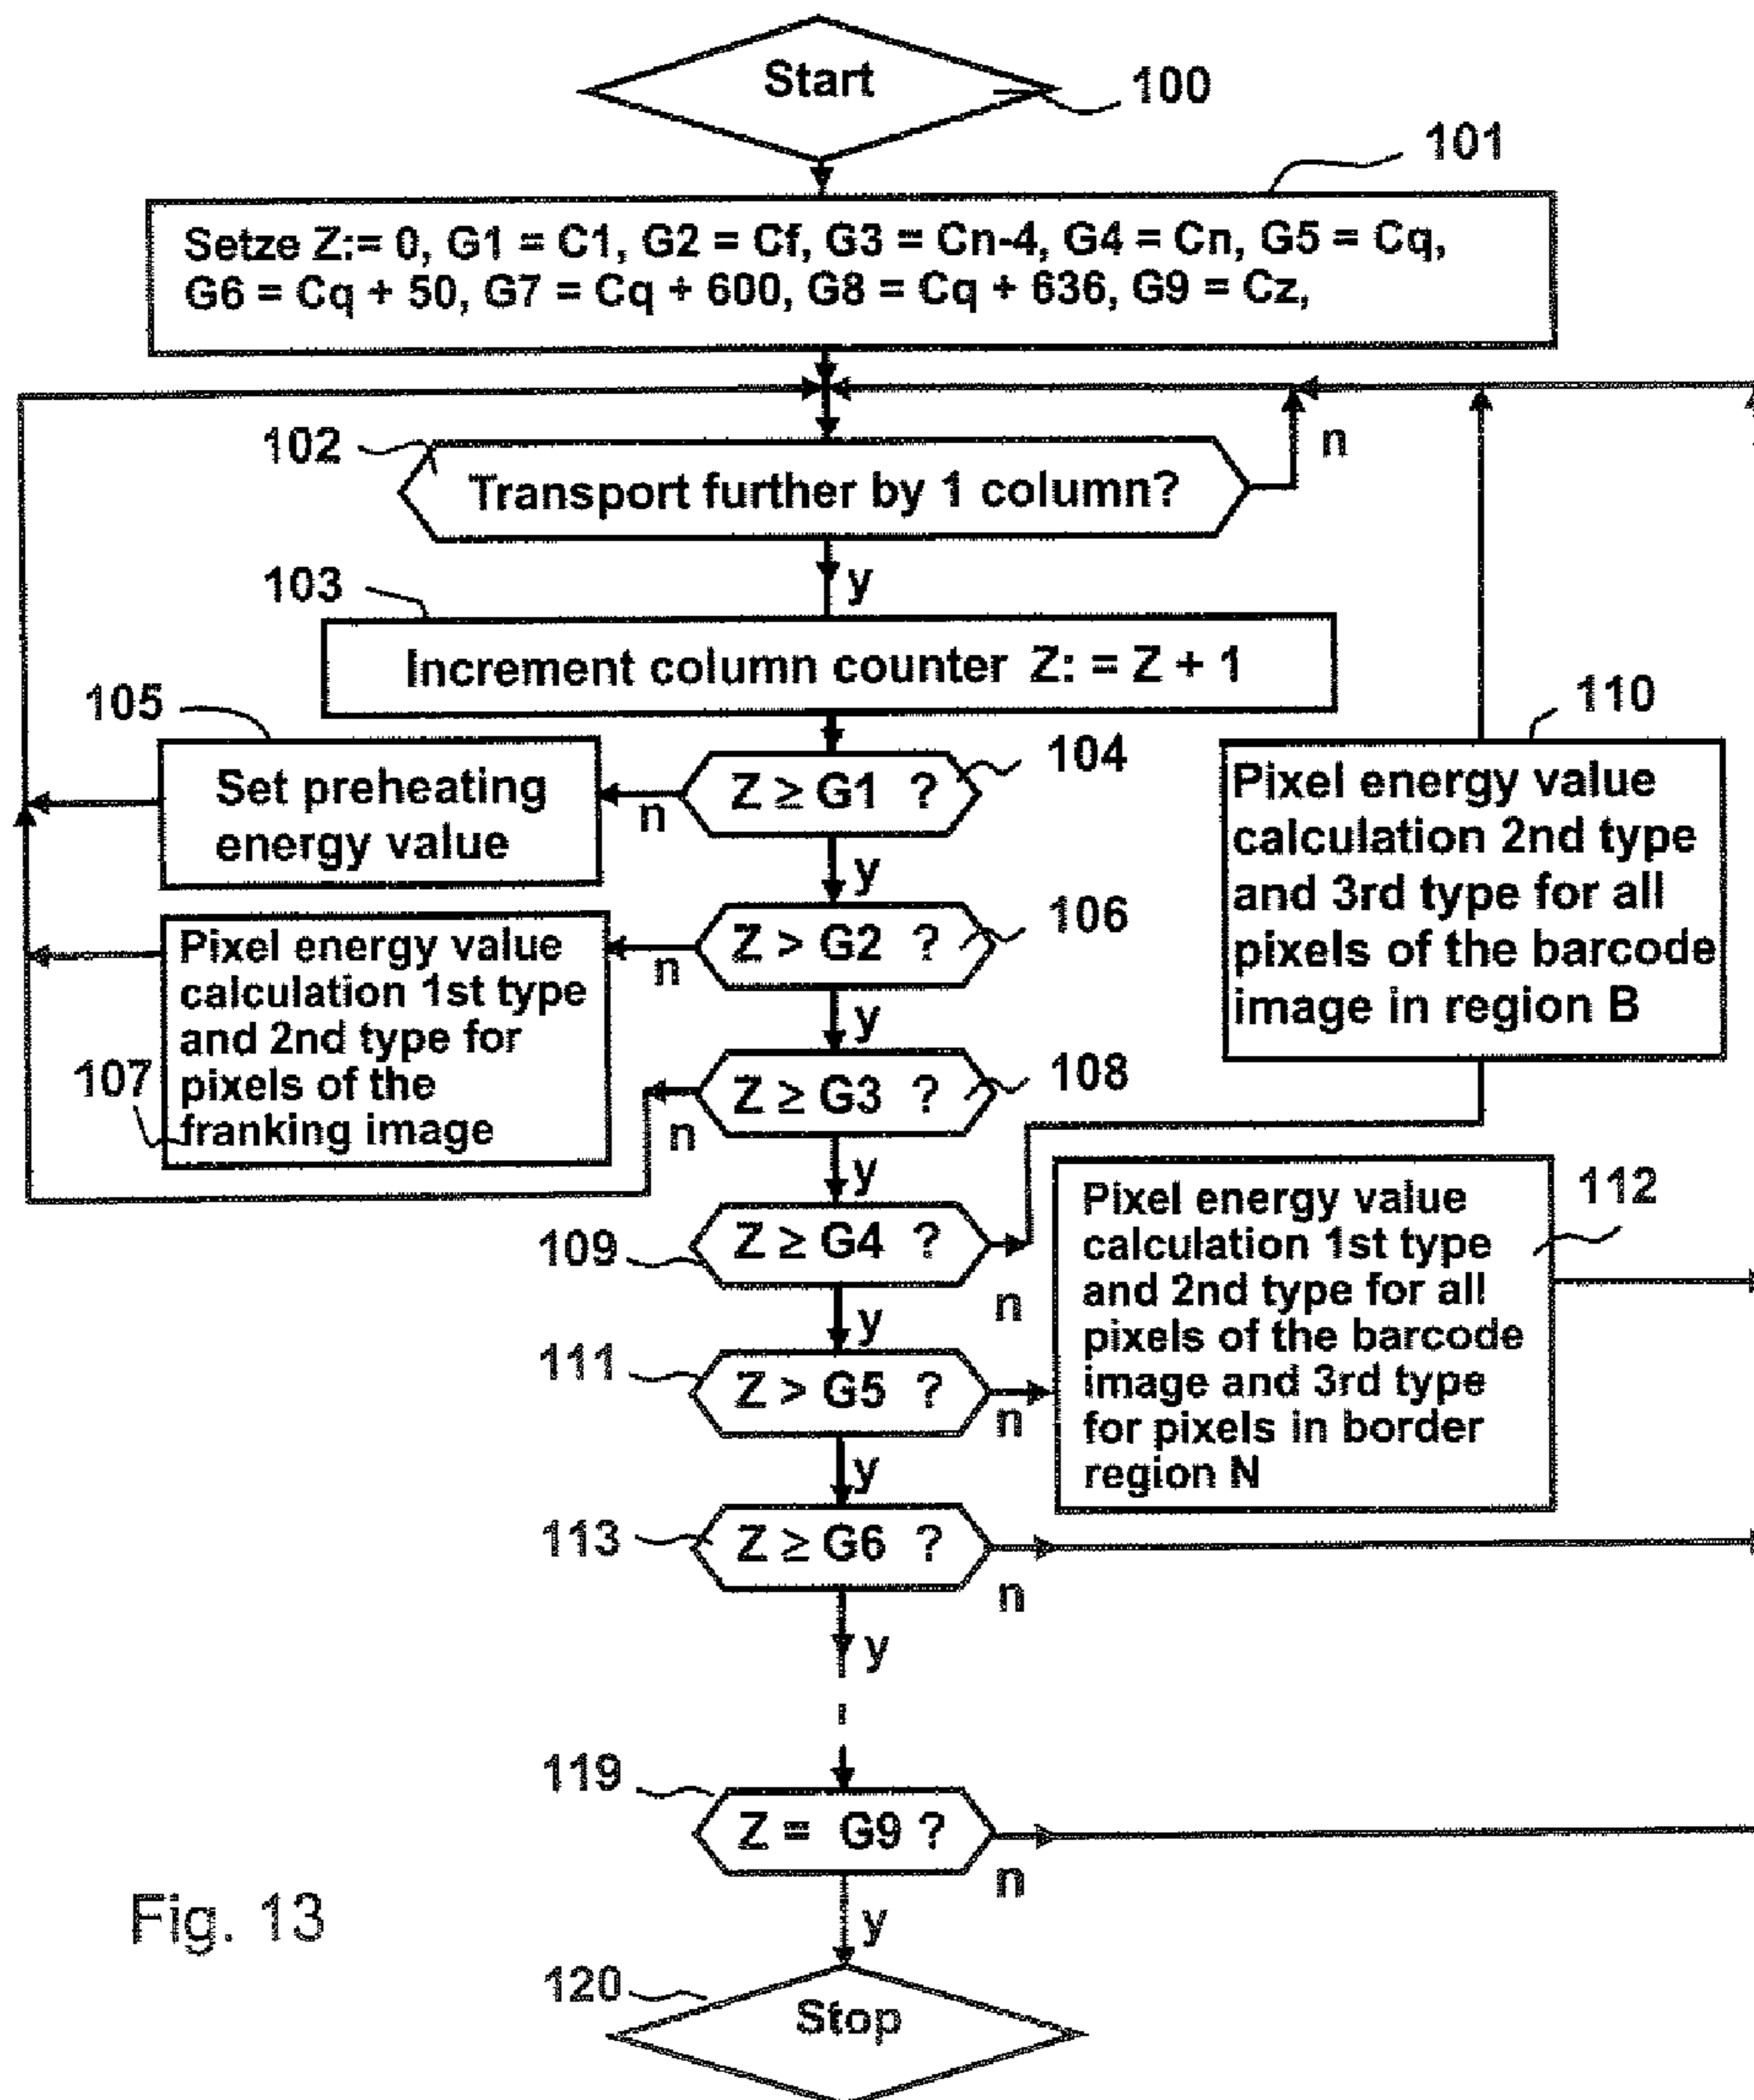 Start
100
101
Setze Z:= 0, G1 = C1, G2 = Cf, G3 = Cn-4, G4 = Cn, G5 = Cq,
G6 = Cq + 50, G7 = Cq + 600, G8 = Cq + 636, G9 = Cz,
102
Transport further by 1 column?
n
y
103
Increment column counter Z: = Z + 1
105
Set preheating
energy value
n
Z ≥ G1 ?
104
y
110
Pixel energy value
calculation 2nd type
and 3rd type for all
pixels of the barcode
image in region B
Z > G2 ?
106
n
y
107
Pixel energy value
calculation 1st type
and 2nd type for
pixels of the
franking image
Z ≥ G3 ?
108
n
y
109
Z ≥ G4 ?
n
y
112
Pixel energy value
calculation 1st type
and 2nd type for all
pixels of the barcode
image and 3rd type
for pixels in border
region N
111
Z > G5 ?
n
y
113
Z ≥ G6 ?
n
y
119
Z = G9 ?
n
y
Fig. 13
120
Stop